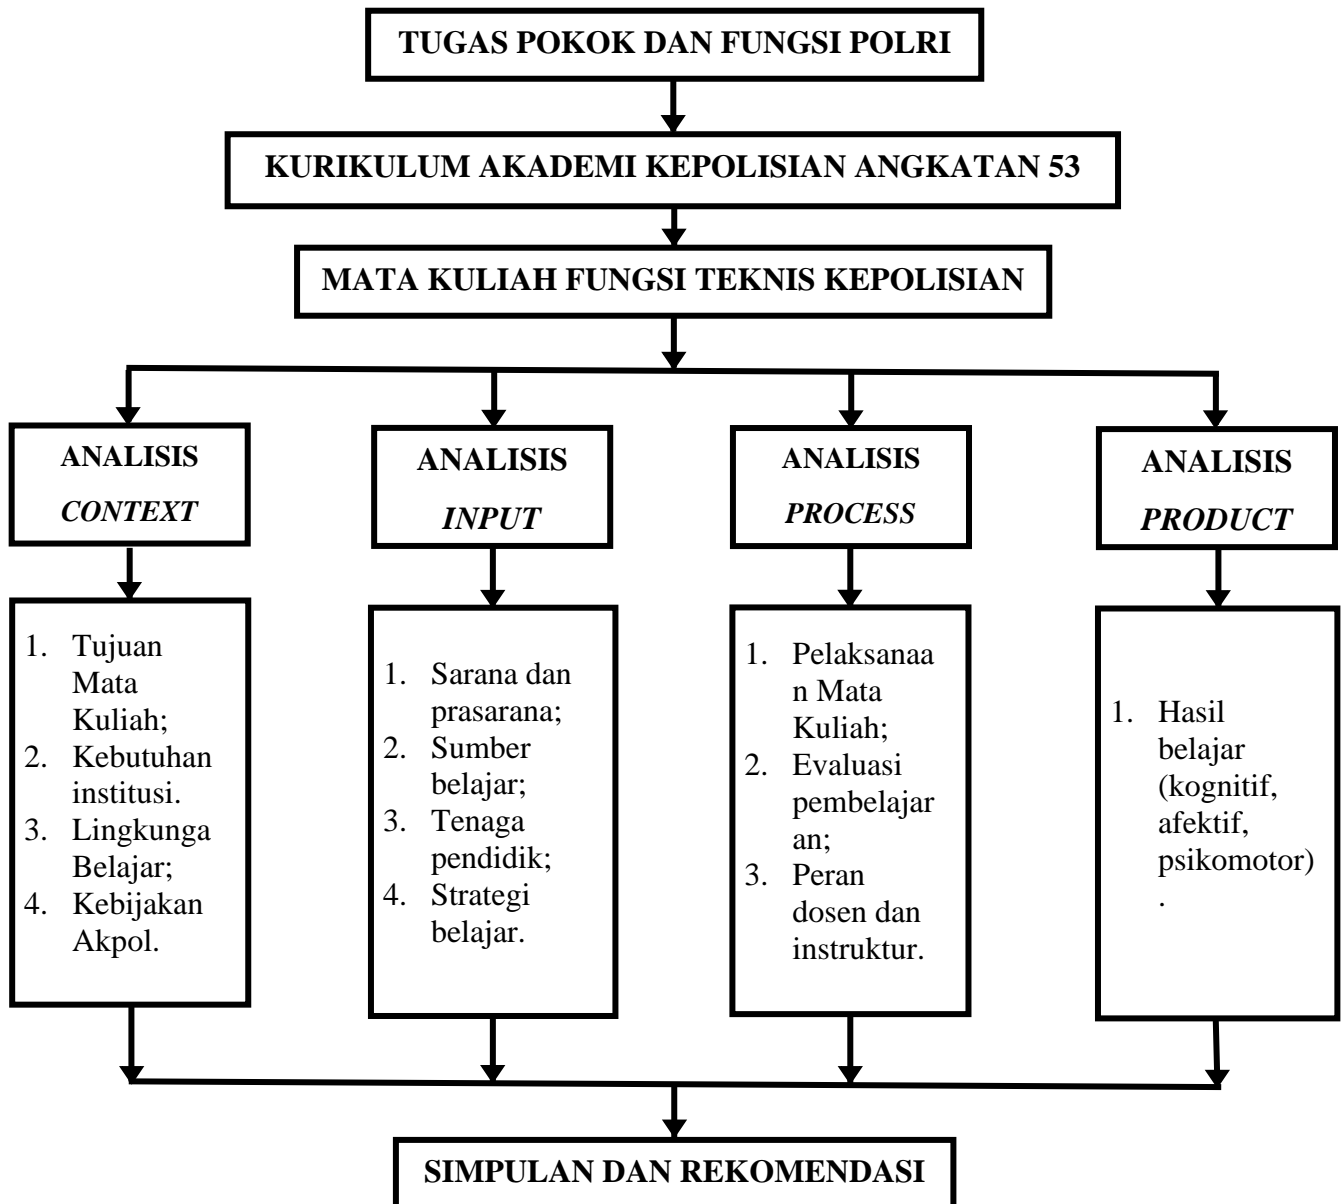 TUGAS POKOK DAN FUNGSI POLRI
KURIKULUM AKADEMI KEPOLISIAN ANGKATAN 53
MATA KULIAH FUNGSI TEKNIS KEPOLISIAN
ANALISIS
CONTEXT
ANALISIS
INPUT
ANALISIS
PROCESS
ANALISIS
PRODUCT
1. Tujuan
Mata
Kuliah;
2. Kebutuhan
institusi.
3. Lingkunga
Belajar;
4. Kebijakan
Akpol.
1. Sarana dan
prasarana;
2. Sumber
belajar;
3. Tenaga
pendidik;
4. Strategi
belajar.
1. Pelaksanaa
n Mata
Kuliah;
2. Evaluasi
pembelajar
an;
3. Peran
dosen dan
instruktur.
1. Hasil
belajar
(kognitif,
afektif,
psikomotor)
.
SIMPULAN DAN REKOMENDASI